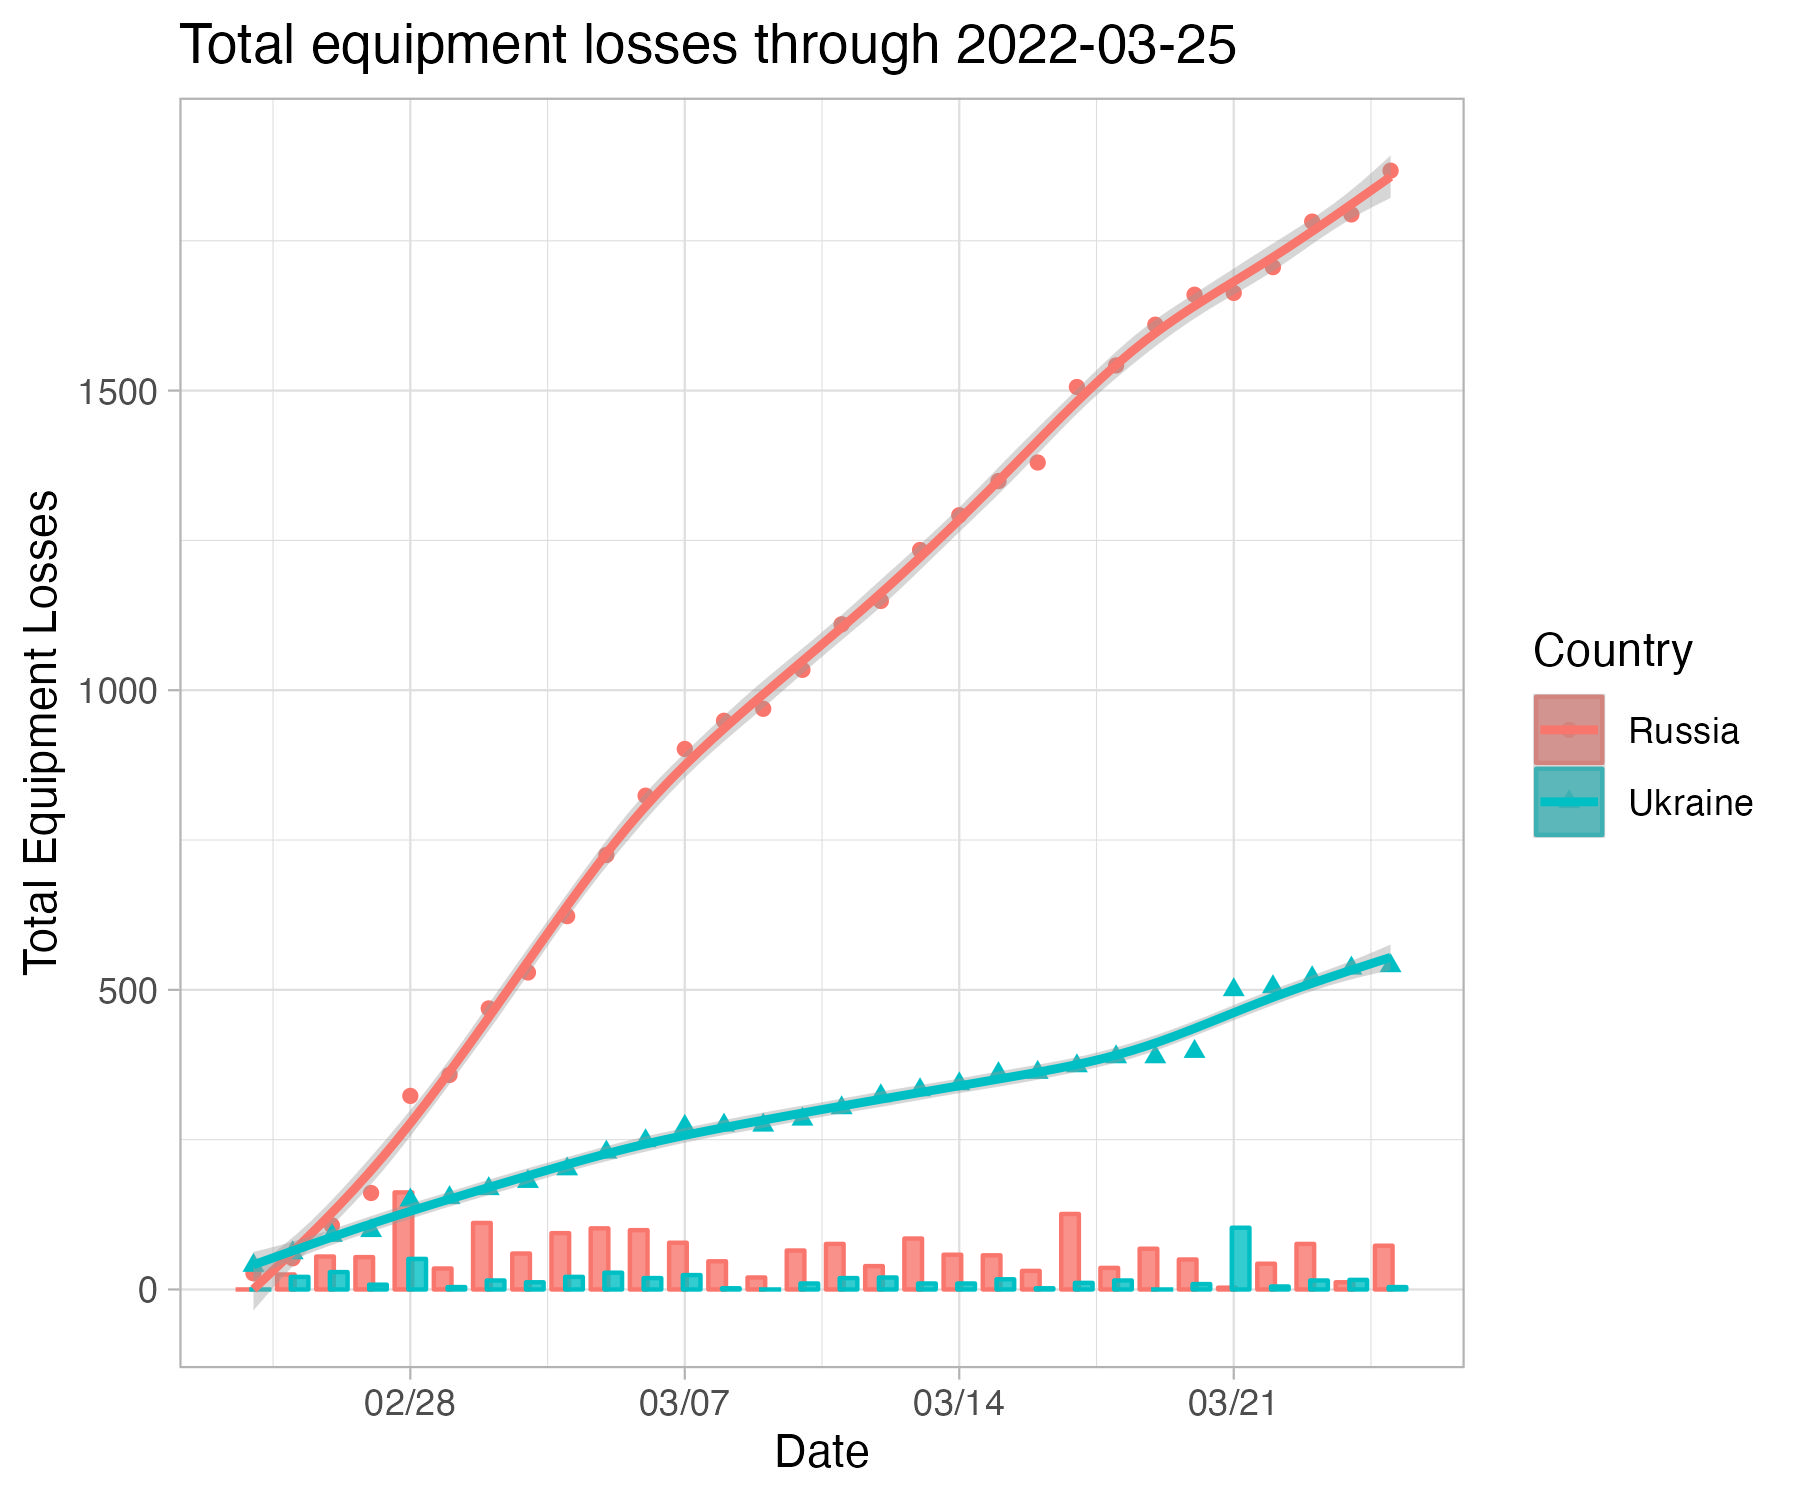 Total equipment losses through 2022-03-25
Total Equipment Losses
1500
1000
500
0
02/28 03/07 03/14 03/21
Date
Country
Russia
Ukraine